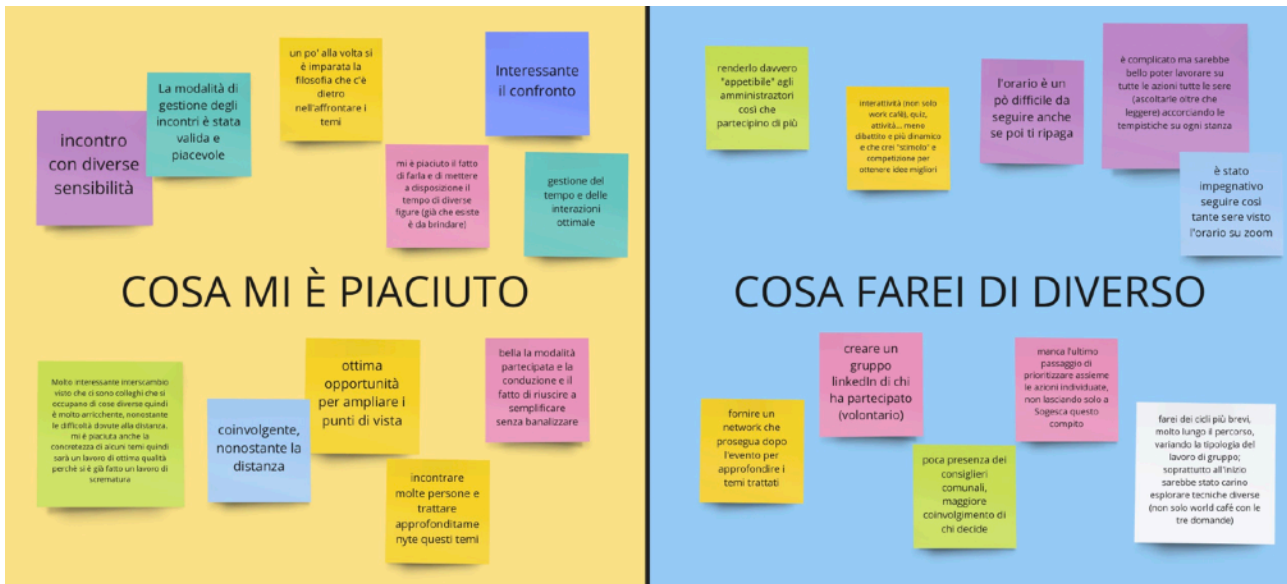 incontro
con diverse
sensibilità
La modalità di
gestione degli
incontri è stata
valida e
piacevole
un po' alla volta si
è imparata la
filosofia che c'è
dietro
nell'affrontare i
temi
mi è piaciuto il fatto
di farla e di mettere
a disposizione il
tempo di diverse
figure (già che esiste
è da brindare)
Interessante
il confronto
gestione del
tempo e delle
interazioni
ottimale
COSA MI È PIACIUTO
Molto interessante interscambio
visto che ci sono colleghi che si
occupano di cose diverse quindi
è molto arricchente, nonostante
le difficoltà dovute alla distanza.
mi è piaciuta anche la
concretezza di alcuni temi quindi
sarà un lavoro di ottima qualità
perchè si è già fatto un lavoro di
scrematura
coinvolgente,
nonostante la
distanza
ottima
opportunità
per ampliare i
punti di vista
incontrare
molte persone e
trattare
approfonditame
nyte questi temi
bella la modalità
partecipata e la
conduzione e il
fatto di riuscire a
semplificare
senza banalizzare
renderlo davvero
"appetibile" agli
amministraztori
così che
partecipino di più
interattività (non solo
work cafè), quiz,
attività... meno
dibattito e più dinamico
e che crei "stimolo" e
competizione per
ottenere idee migliori
l'orario è un
pò difficile da
seguire anche
se poi ti ripaga
è complicato ma sarebbe
bello poter lavorare su
tutte le azioni tutte le sere
(ascoltarle oltre che
leggere) accorciando le
tempistiche su ogni stanza
è stato
impegnativo
seguire così
tante sere visto
l'orario su zoom
COSA FAREI DI DIVERSO
fornire un
network che
prosegua dopo
l'evento per
approfondire i
temi trattati
creare un
gruppo
linkedIn di chi
ha partecipato
(volontario)
poca presenza dei
consiglieri
comunali,
maggiore
coinvolgimento di
chi decide
manca l'ultimo
passaggio di
prioritizzare assieme
le azioni individuate,
non lasciando solo a
Sogesca questo
compito
farei dei cicli più brevi,
molto lungo il percorso,
variando la tipologia del
lavoro di gruppo;
soprattutto all'inizio
sarebbe stato carino
esplorare tecniche diverse
(non solo world café con le
tre domande)